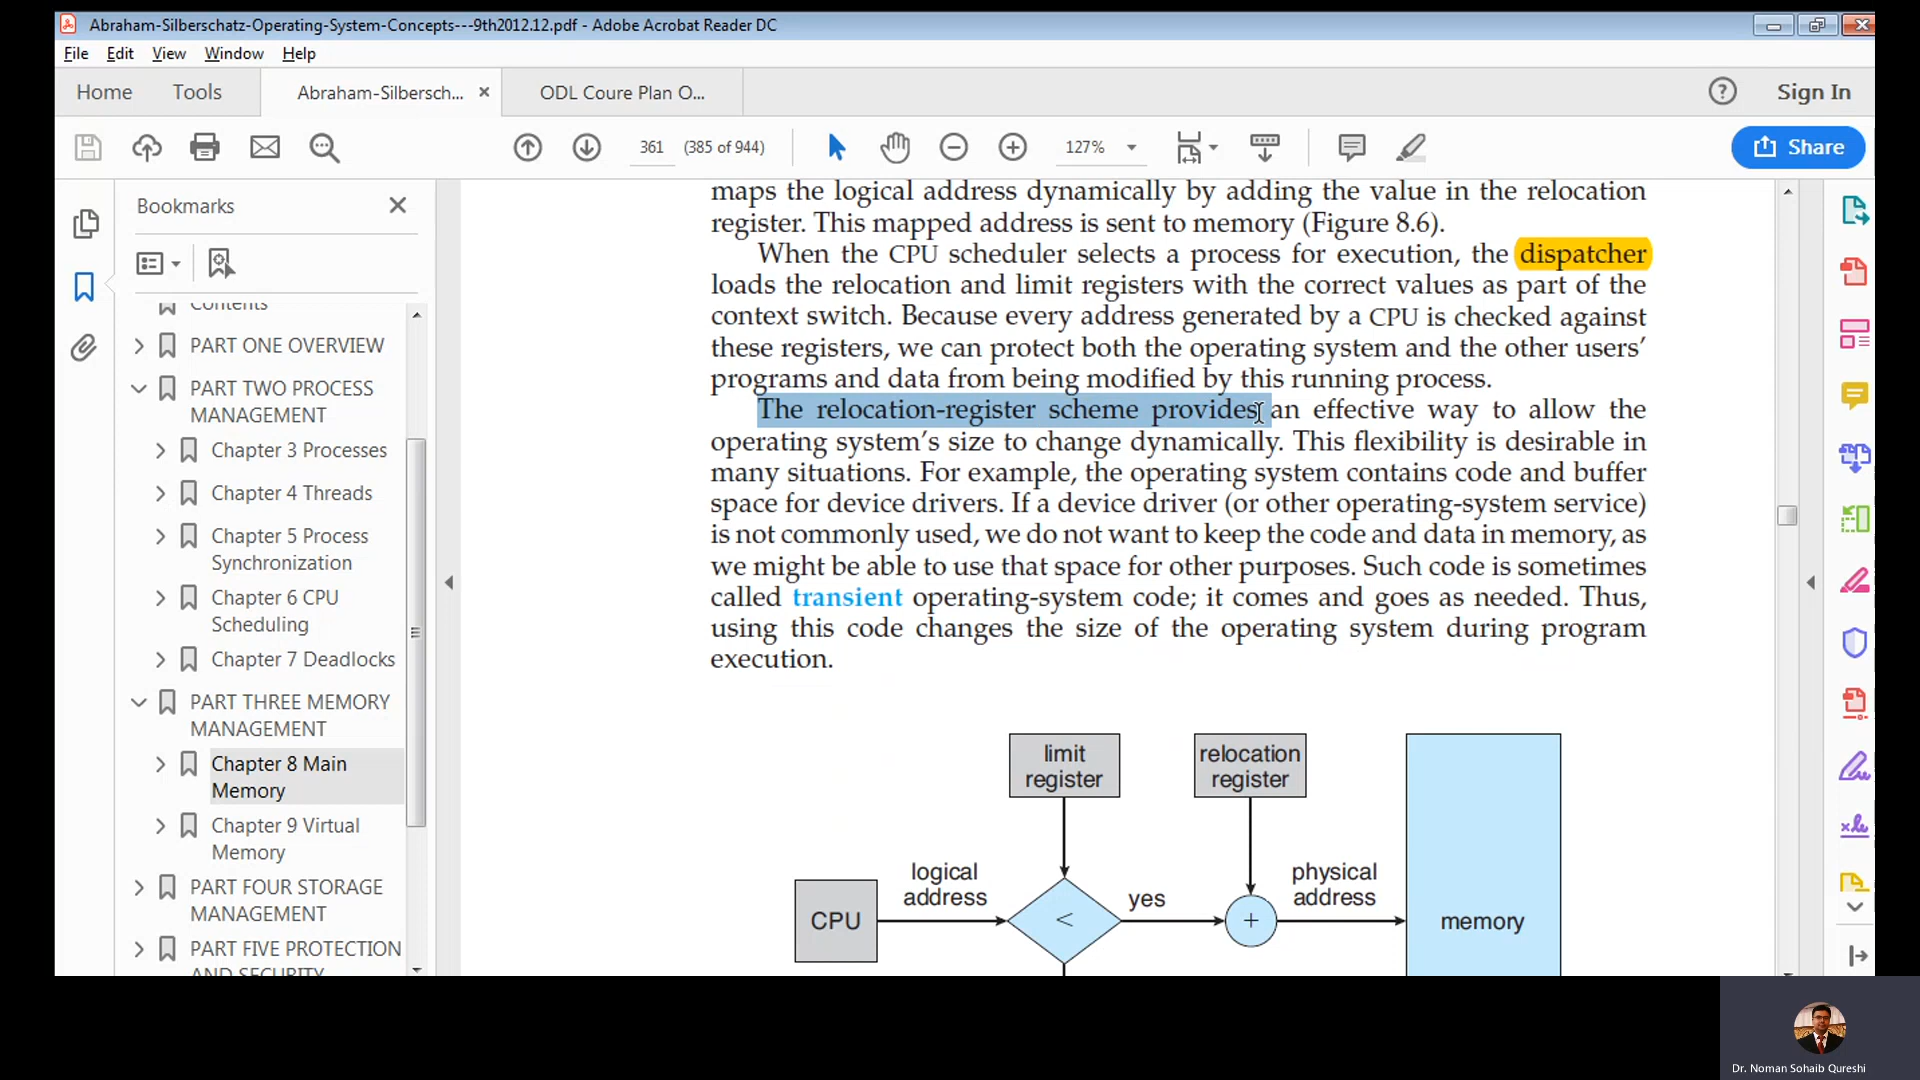 Abraham-Silberschatz-Operating-System-Concepts---9th2012.12.pdf - Adobe Acrobat Reader DC
File Edit View Window Help
Home Tools Abraham-Silbersch... × ODL Coure Plan O... ? Sign In
361 (385 of 944) 127% Share
Bookmarks
Contents
PART ONE OVERVIEW
PART TWO PROCESS
MANAGEMENT
Chapter 3 Processes
Chapter 4 Threads
Chapter 5 Process
Synchronization
Chapter 6 CPU
Scheduling
Chapter 7 Deadlocks
PART THREE MEMORY
MANAGEMENT
Chapter 8 Main
Memory
Chapter 9 Virtual
Memory
PART FOUR STORAGE
MANAGEMENT
PART FIVE PROTECTION
AND SECURITY
maps the logical address dynamically by adding the value in the relocation
register. This mapped address is sent to memory (Figure 8.6).
When the CPU scheduler selects a process for execution, the dispatcher
loads the relocation and limit registers with the correct values as part of the
context switch. Because every address generated by a CPU is checked against
these registers, we can protect both the operating system and the other users’
programs and data from being modified by this running process.
The relocation-register scheme provides an effective way to allow the
operating system’s size to change dynamically. This flexibility is desirable in
many situations. For example, the operating system contains code and buffer
space for device drivers. If a device driver (or other operating-system service)
is not commonly used, we do not want to keep the code and data in memory, as
we might be able to use that space for other purposes. Such code is sometimes
called transient operating-system code; it comes and goes as needed. Thus,
using this code changes the size of the operating system during program
execution.
limit
register
relocation
register
logical
address
yes
physical
address
CPU
<
+
memory
Dr. Noman Sohaib Qureshi